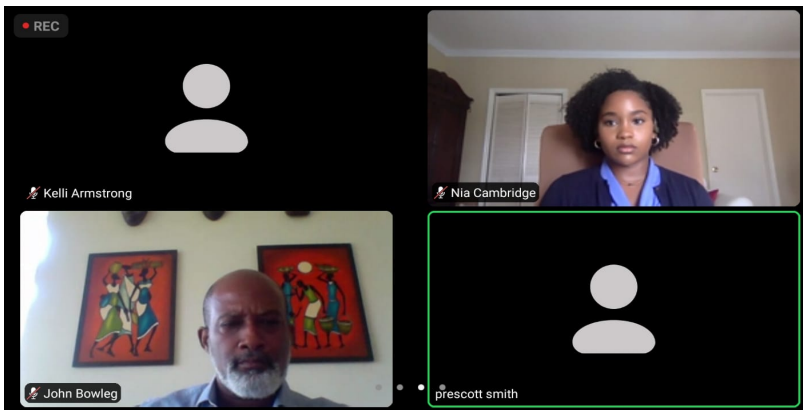 REC
Kelli Armstrong
Nia Cambridge
John Bowleg
prescott smith